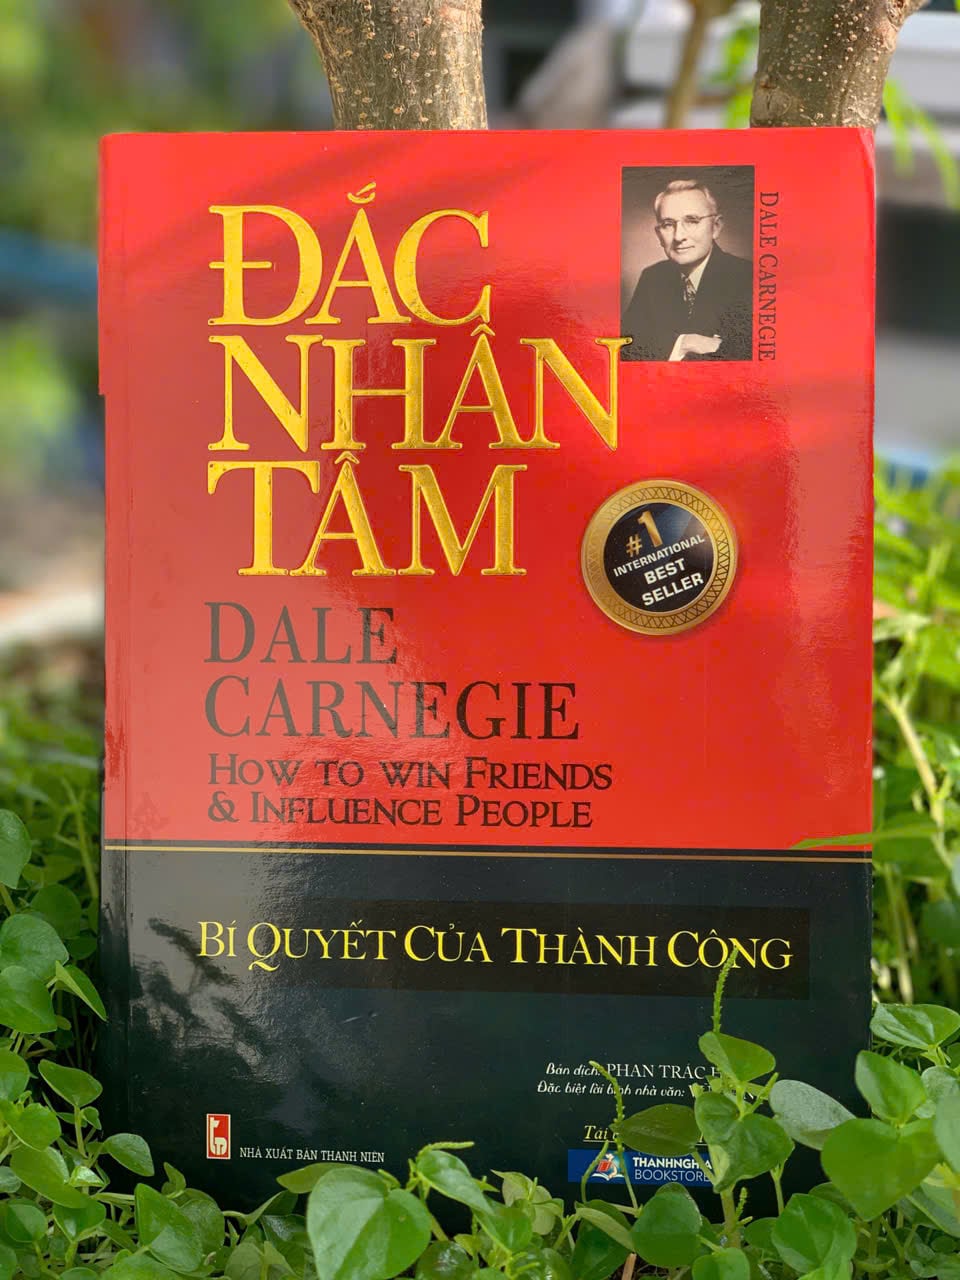 ĐẮC
NHÂN
TÂM
DALE CARNEGIE
#1
INTERNATIONAL
BEST
SELLER
DALE
CARNEGIE
HOW TO WIN FRIENDS
& INFLUENCE PEOPLE
BÍ QUYẾT CỦA THÀNH CÔNG
Bản dịch: PHAN TRÁC
Đặc biệt lời bình nhà văn:
Tái
NHÀ XUẤT BẢN THANH NIÊN
THANHNGHIA
BOOKSTORE